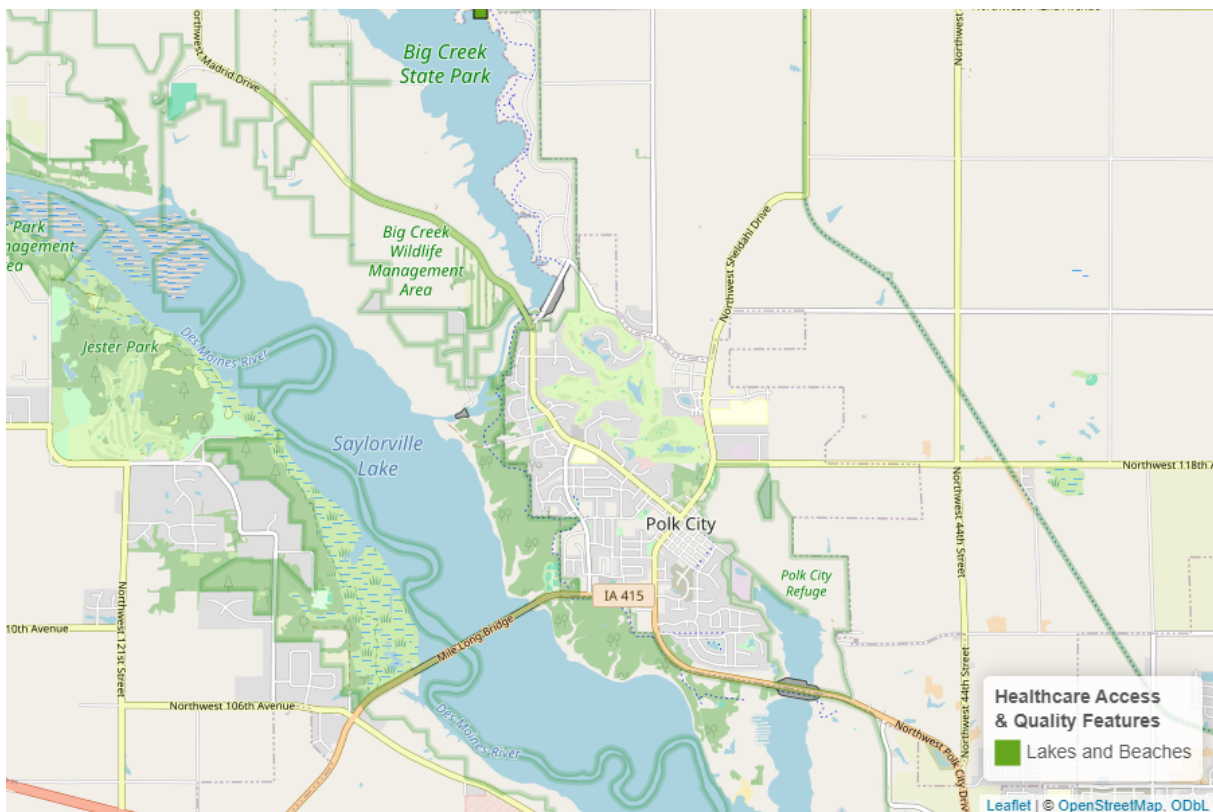 Big Creek
State Park
Northwest Madrid Drive
Northwest
Big Creek
Wildlife
Management
Area
Northwest Sheldahl Drive
Park
Area
Jester Park
Des Moines River
Saylorville
Lake
Northwest 118th A
Northwest 44th Street
Polk City
Polk City
Refuge
IA 415
Mile Long Bridge
10th Avenue
Northwest 121st Street
Northwest 106th Avenue
Des Moines River
Northwest 44th Street
Northwest Polk City Driv
Healthcare Access
& Quality Features
Lakes and Beaches
Leaflet | © OpenStreetMap, ODbL